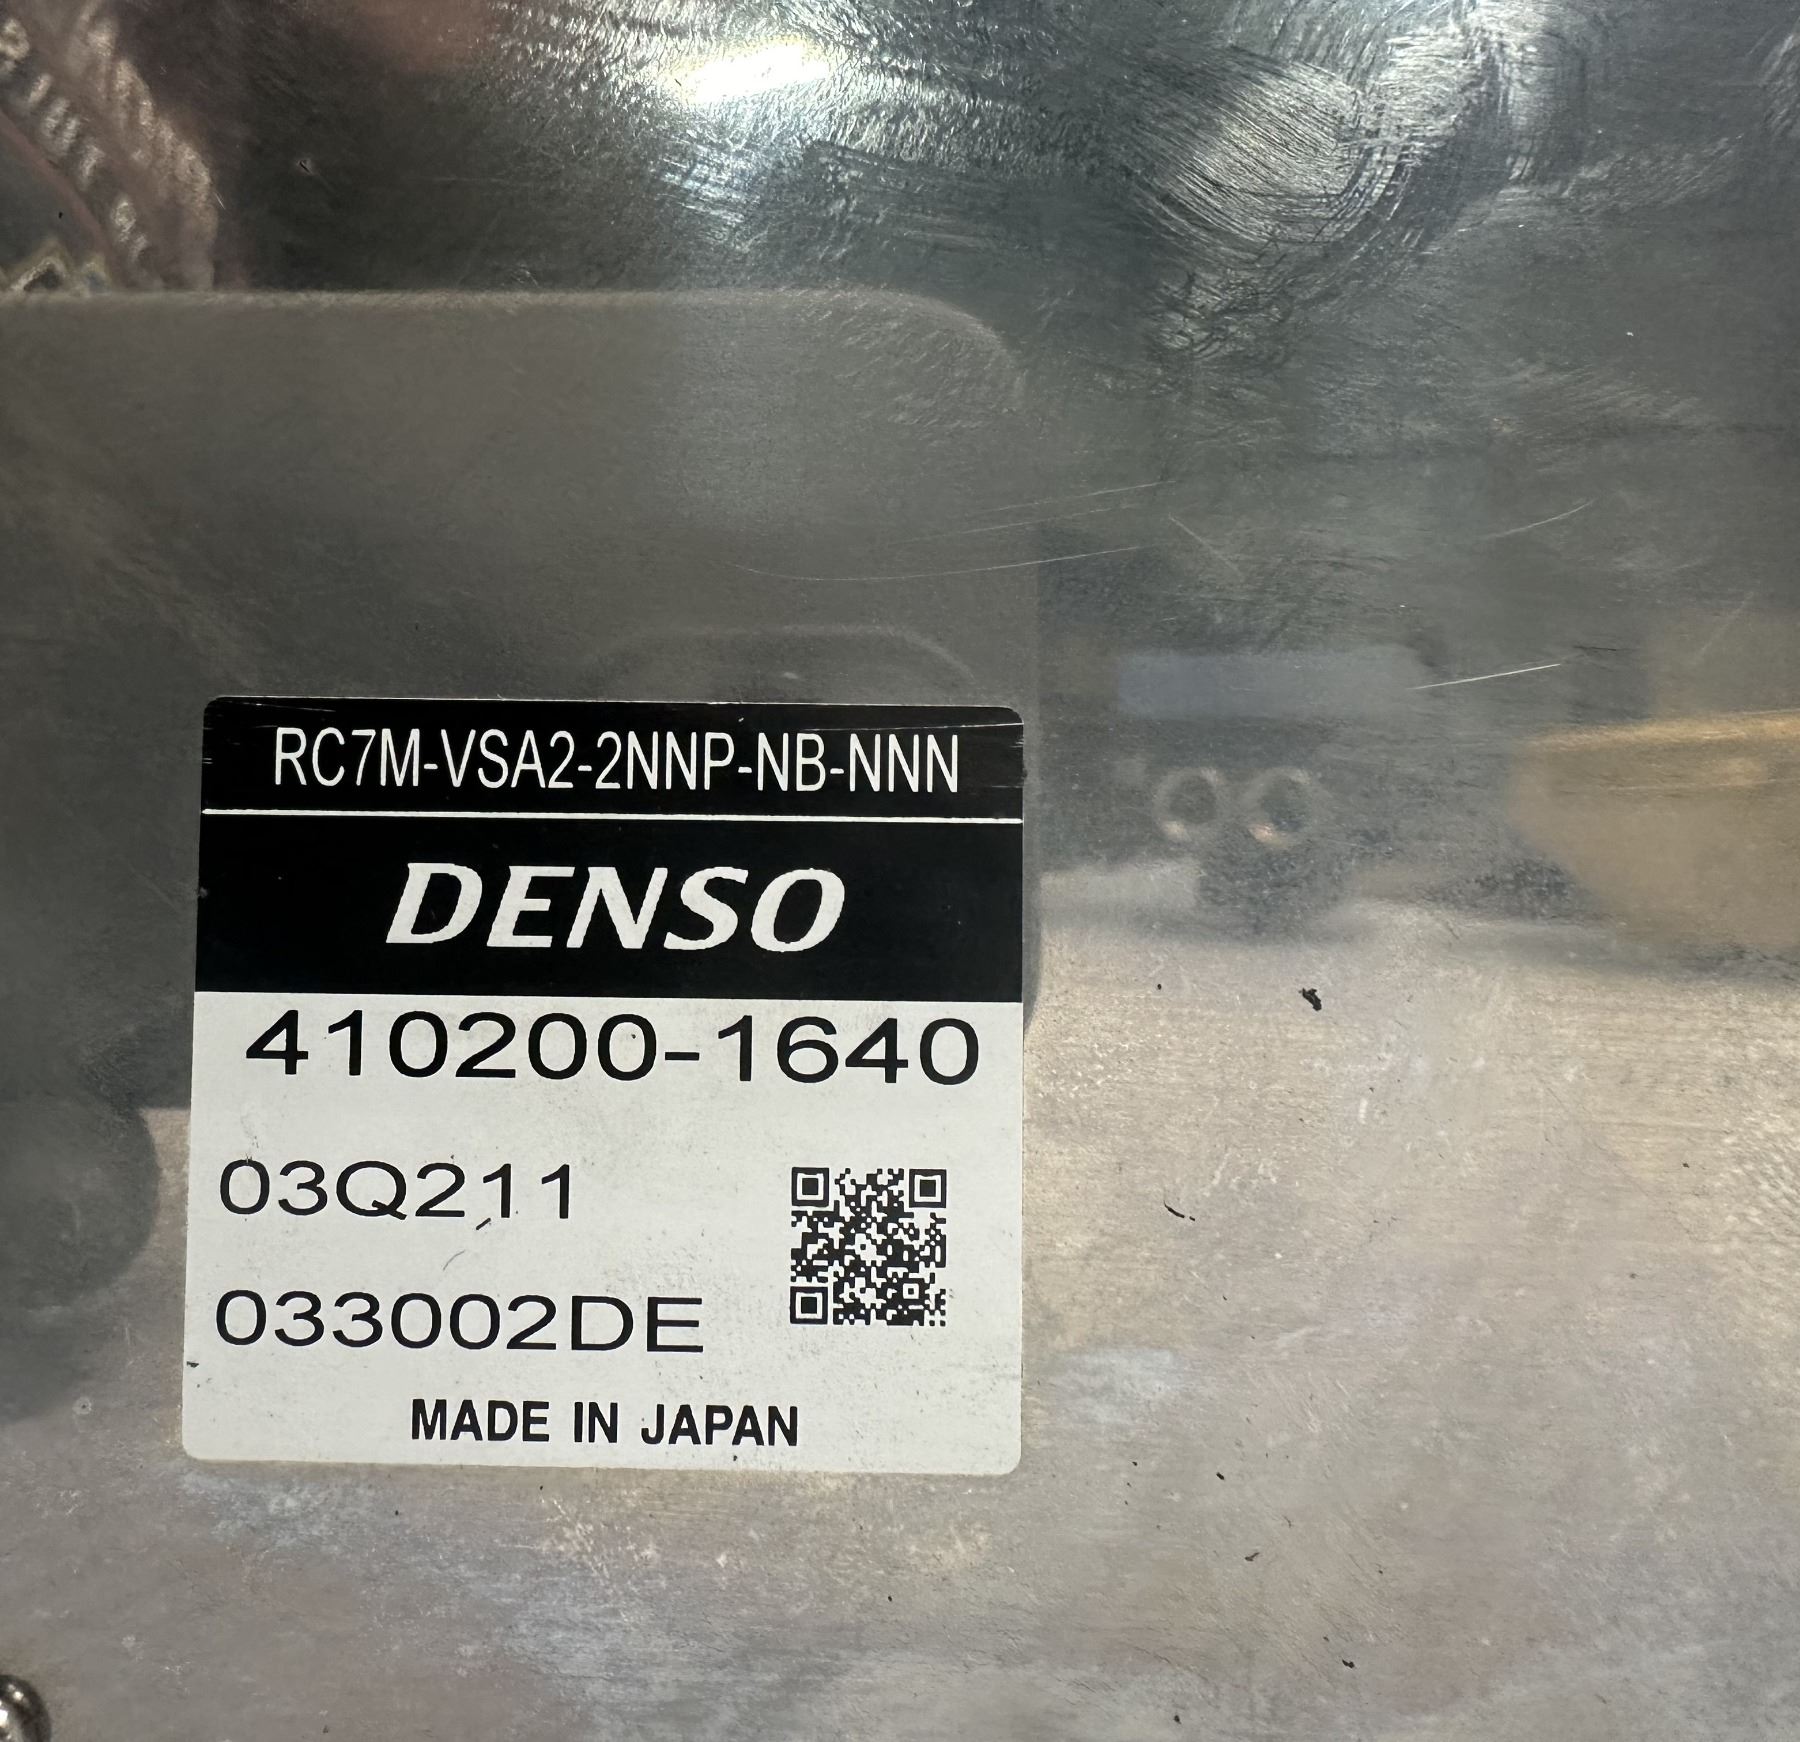 RC7M-VSA2-2NNP-NB-NNN
DENSO
410200-1640
03Q211
033002DE
MADE IN JAPAN